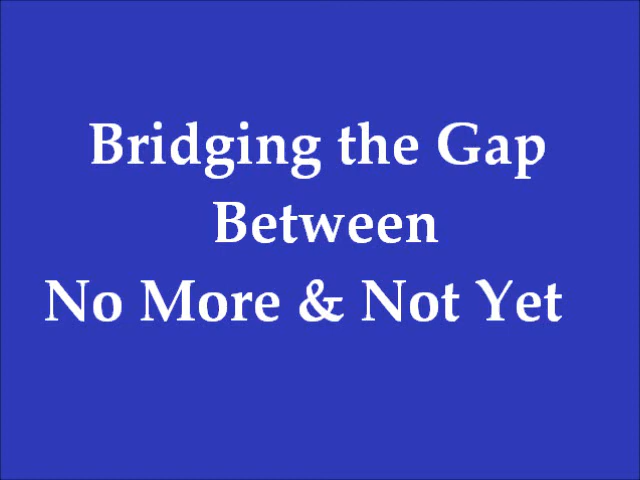 Bridging the Gap
Between
No More & Not Yet